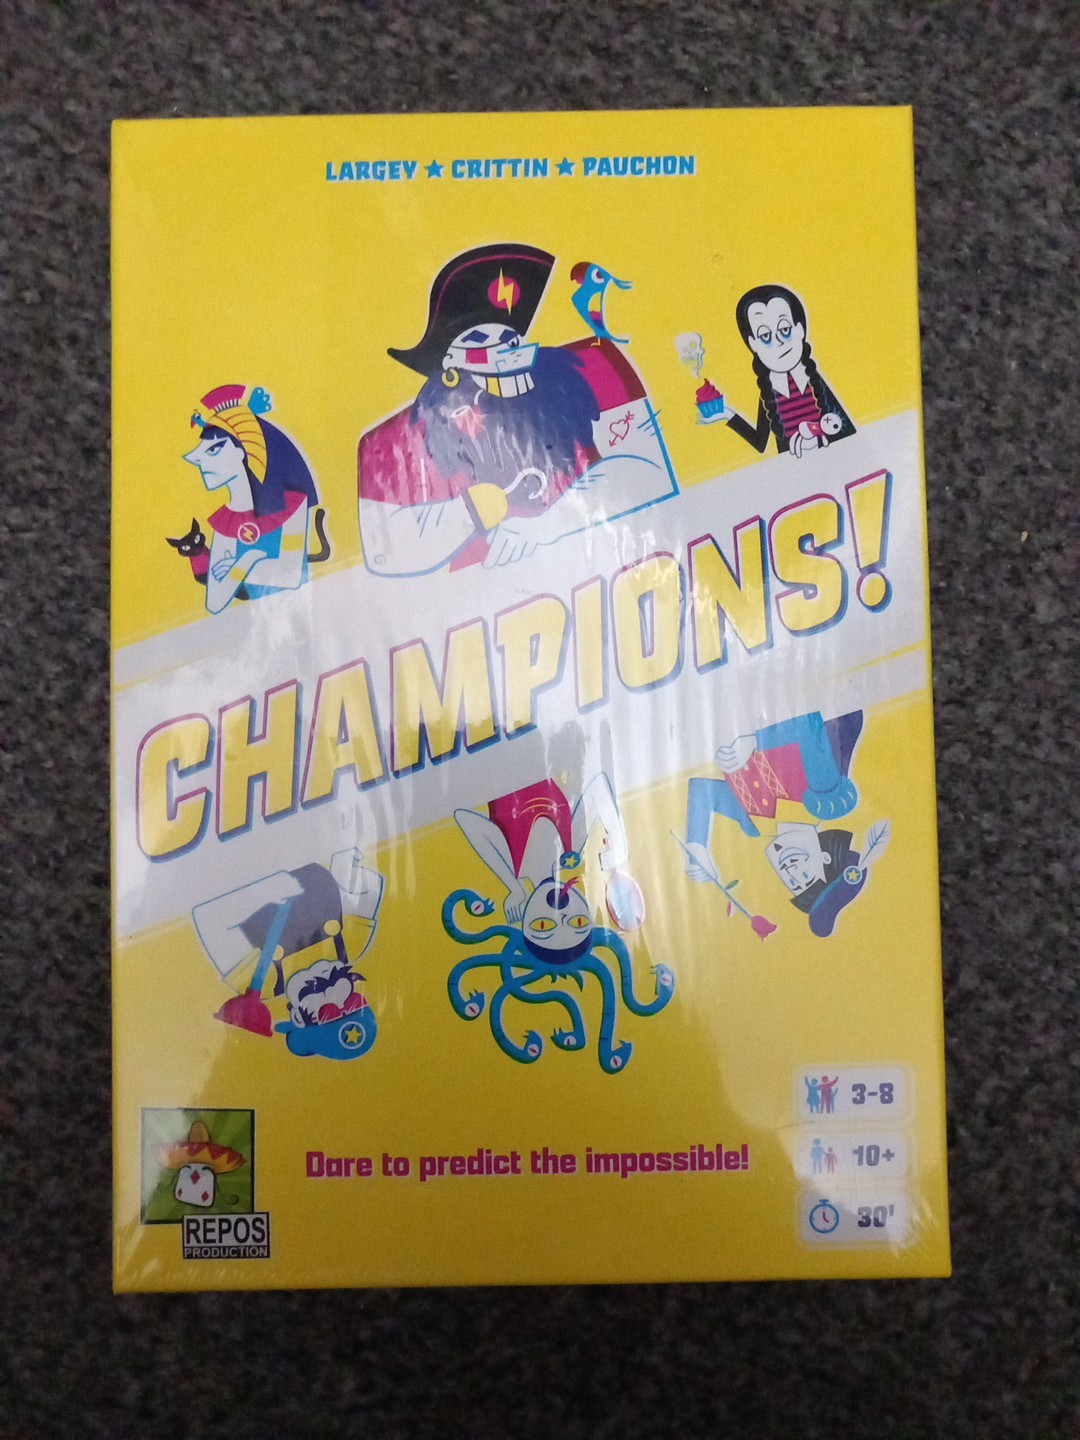 LARGEY ★ CRITTIN ★ PAUCHON
CHAMPIONS!
3-8
Dare to predict the impossible!
10+
30'
REPOS
PRODUCTION